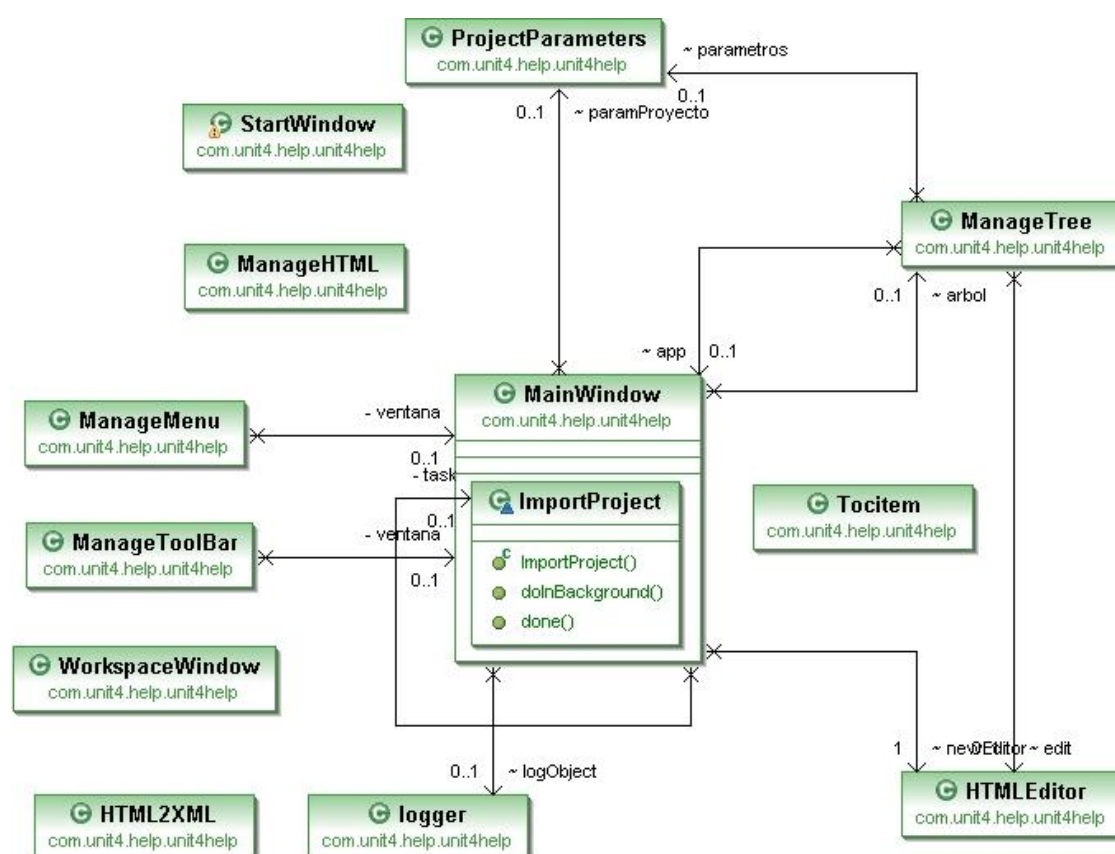 ProjectParameters
com.unit4.help.unit4help
~ parametros
0..1
0..1
~ paramProyecto
StartWindow
com.unit4.help.unit4help
ManageTree
com.unit4.help.unit4help
ManageHTML
com.unit4.help.unit4help
0..1
~ arbol
~ app
0..1
MainWindow
com.unit4.help.unit4help
ManageMenu
com.unit4.help.unit4help
- ventana
0..1
- task
0..1
ImportProject
ImportProject()
doInBackground()
done()
Tocitem
com.unit4.help.unit4help
ManageToolBar
com.unit4.help.unit4help
- ventana
0..1
WorkspaceWindow
com.unit4.help.unit4help
1
~ newEditor
~ edit
0..1
~ logObject
HTMLEditor
com.unit4.help.unit4help
HTML2XML
com.unit4.help.unit4help
logger
com.unit4.help.unit4help